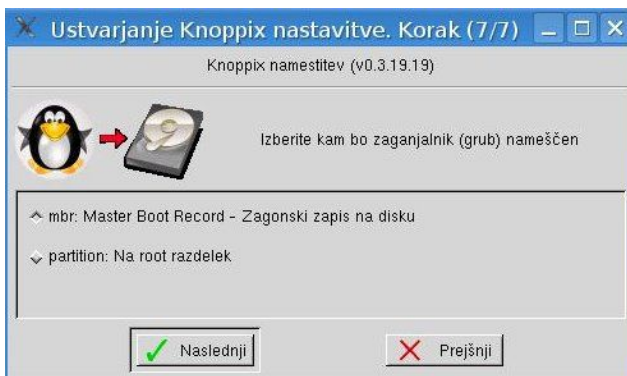 Ustvarjanje Knoppix nastavitve. Korak (7/7)
Knoppix namestitev (v0.3.19.19)
Izberite kam bo zaganjalnik (grub) nameščen
mbr: Master Boot Record - Zagonski zapis na disku
partition: Na root razdelek
Naslednji
Prejšnji